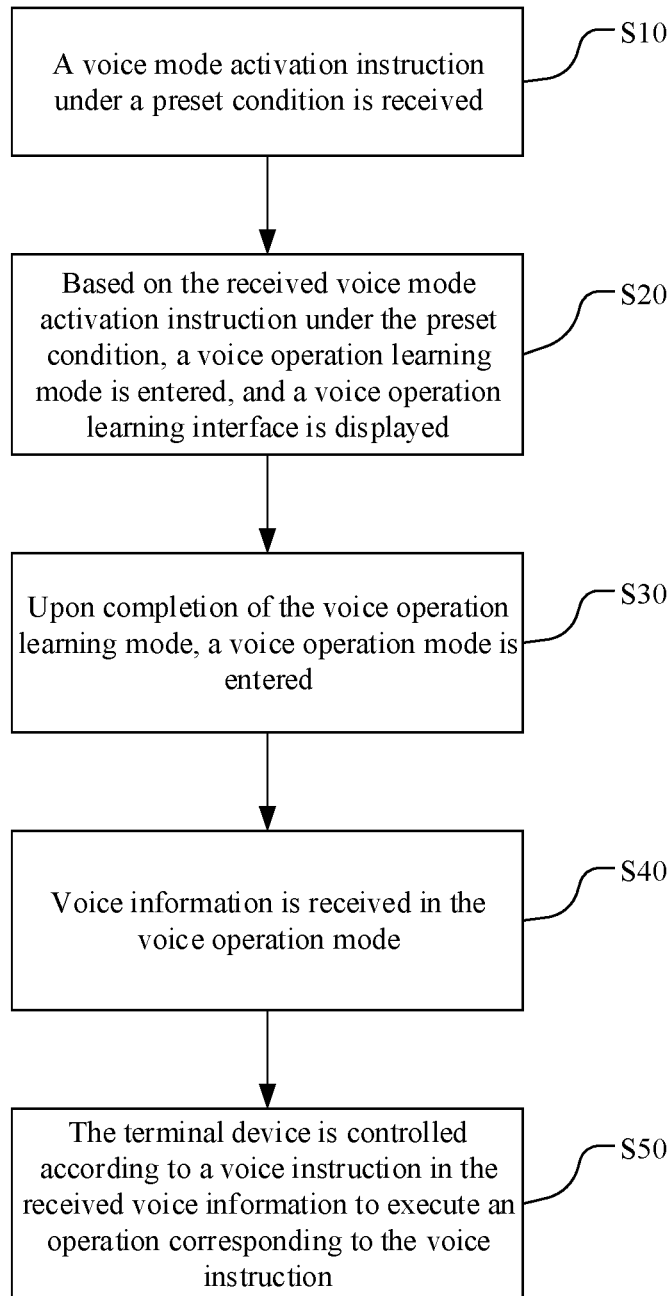 A voice mode activation instruction
under a preset condition is received
S10
Based on the received voice mode
activation instruction under the preset
condition, a voice operation learning
mode is entered, and a voice operation
learning interface is displayed
S20
Upon completion of the voice operation
learning mode, a voice operation mode is
entered
S30
Voice information is received in the
voice operation mode
S40
The terminal device is controlled
according to a voice instruction in the
received voice information to execute an
operation corresponding to the voice
instruction
S50